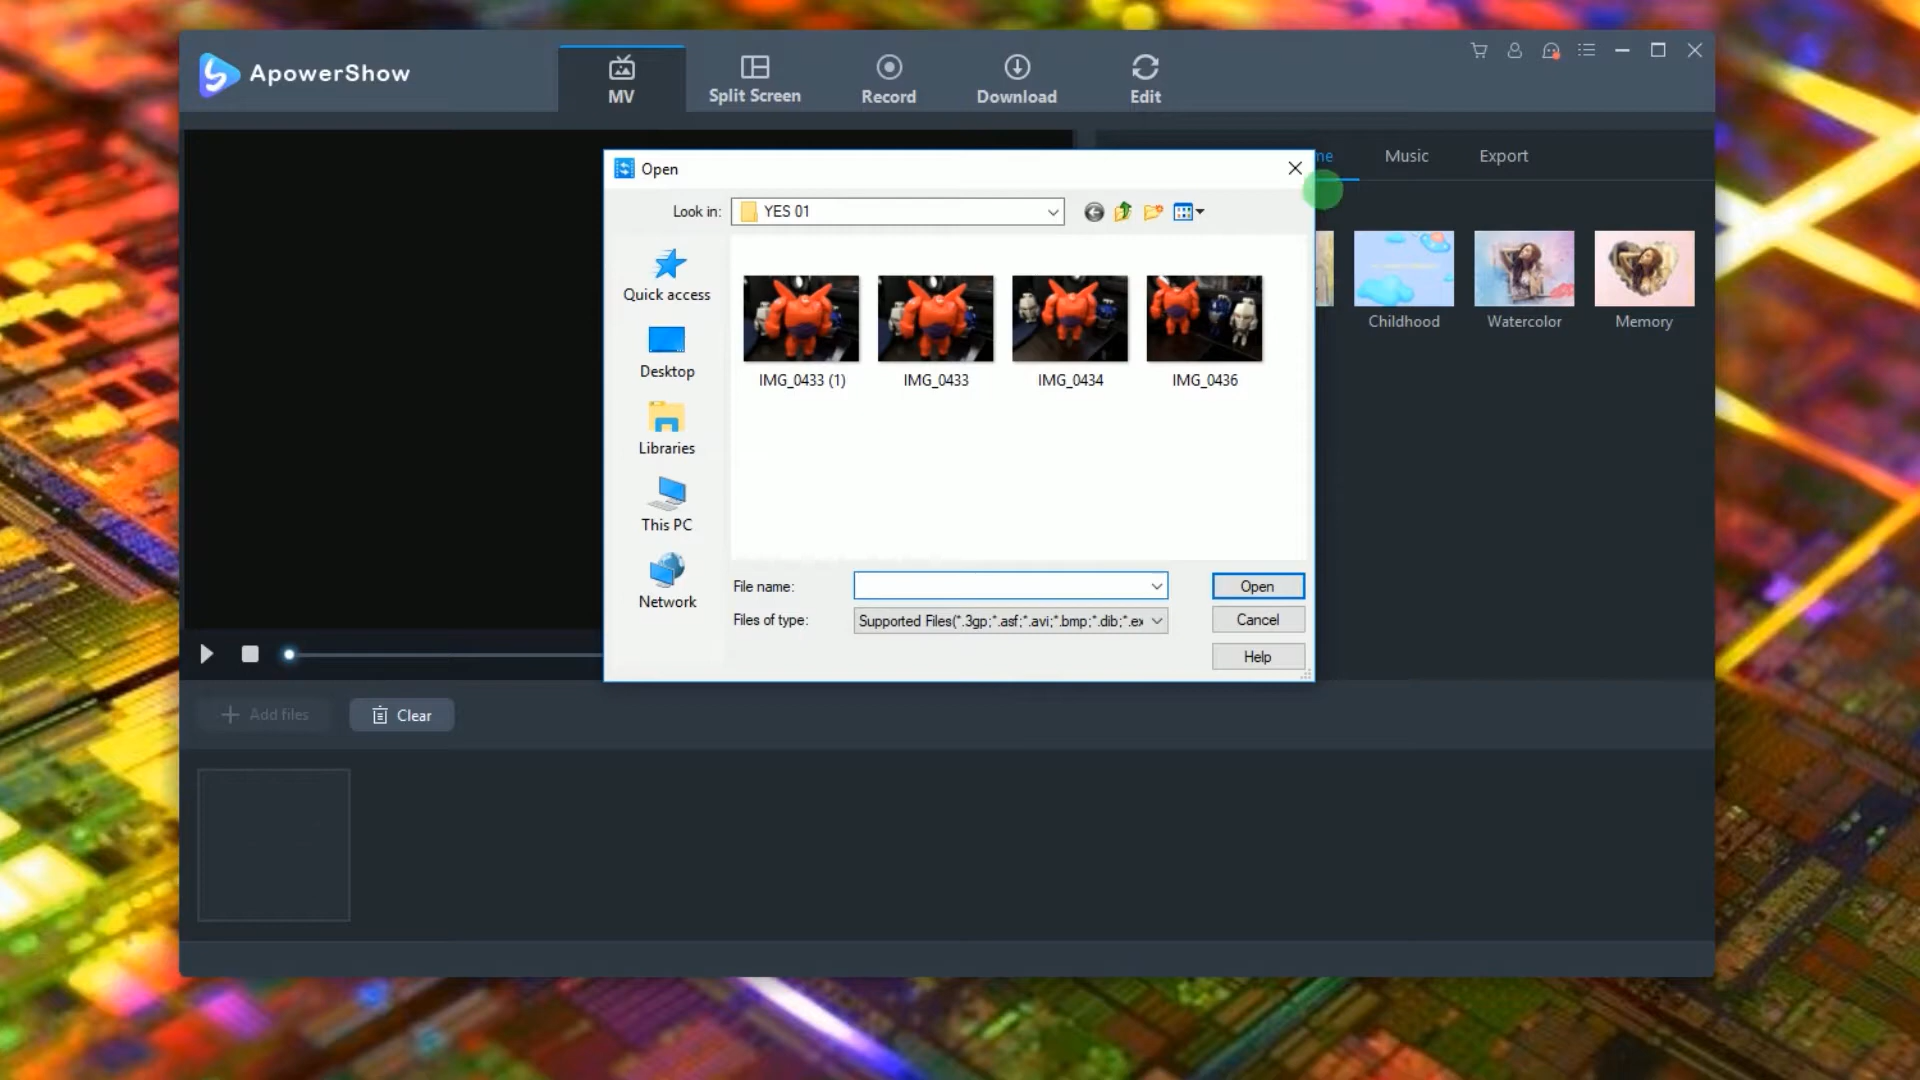 ApowerShow
MV
Split Screen
Record
Download
Edit
Open
me
Music
Export
Look in:
YES 01
Quick access
Desktop
Libraries
This PC
Network
IMG_0433 (1)
IMG_0433
IMG_0434
IMG_0436
Childhood
Watercolor
Memory
File name:
Open
Files of type:
Supported Files(*.3gp;*.asf;*.avi;*.bmp;*.dib;*.ex
Cancel
Help
Add files
Clear